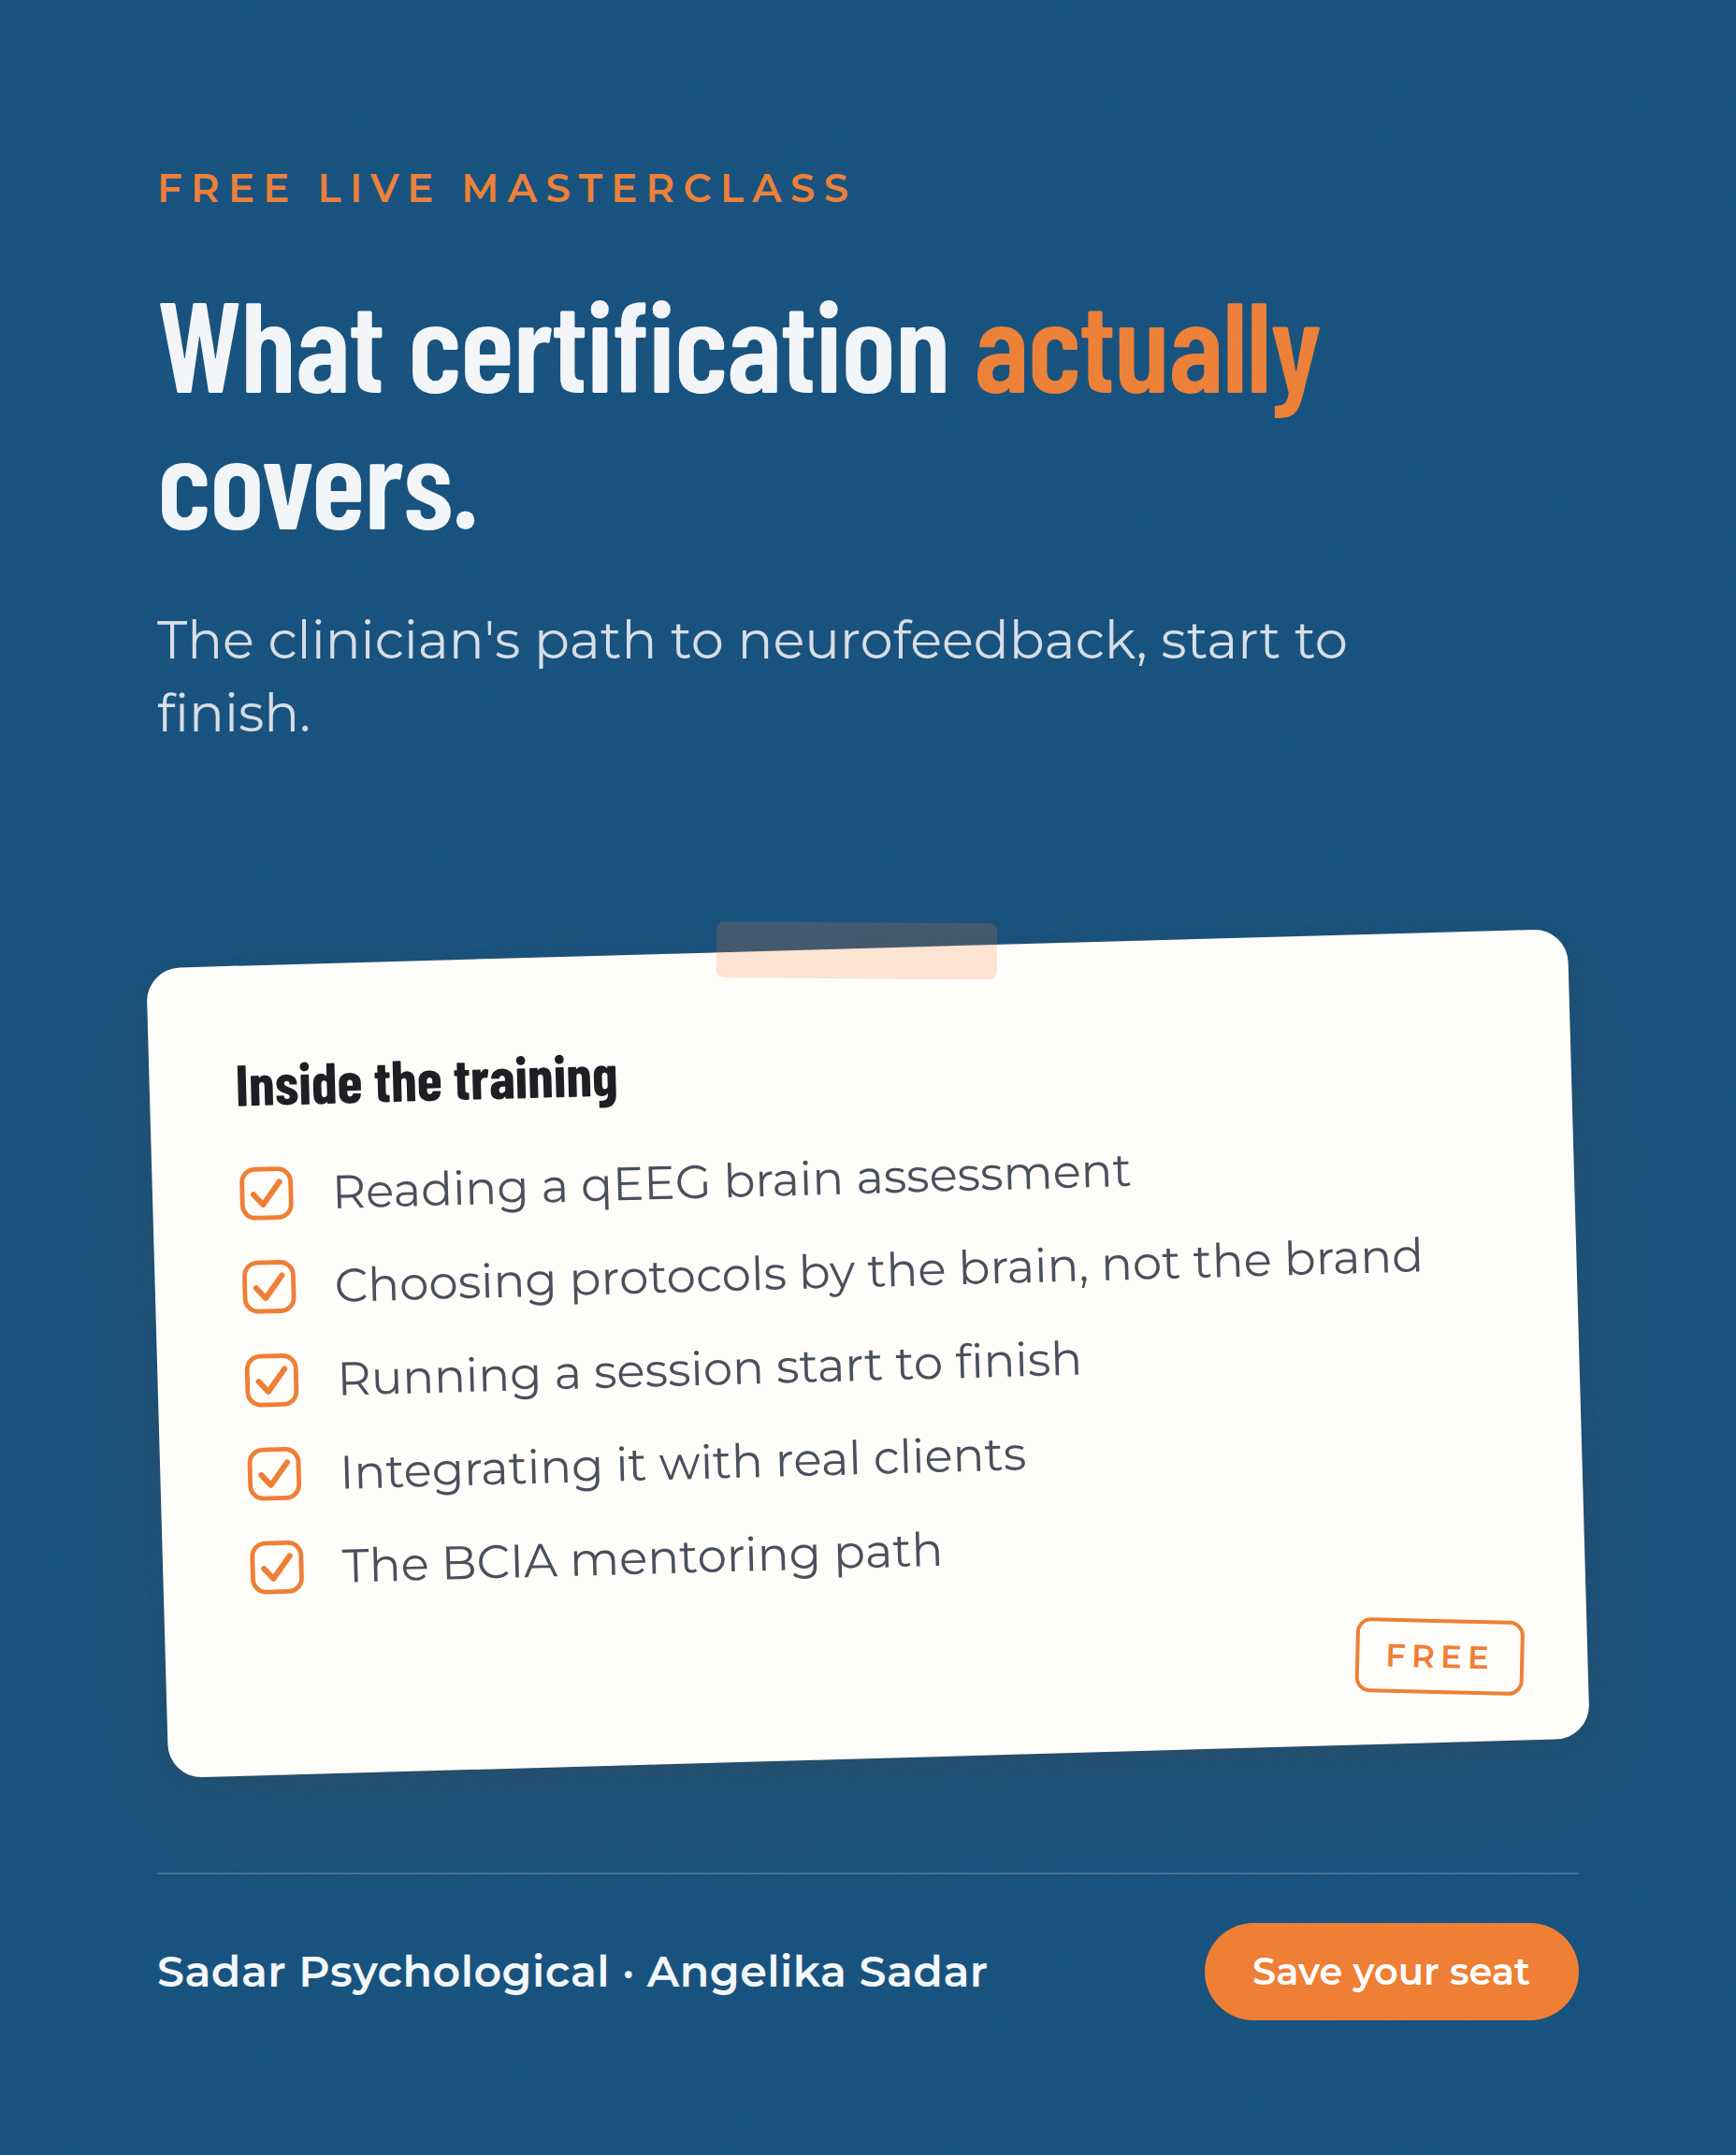 FREE LIVE MASTERCLASS
What certification actually
covers.
The clinician's path to neurofeedback, start to
finish.
Inside the training
Reading a qEEG brain assessment
Choosing protocols by the brain, not the brand
Running a session start to finish
Integrating it with real clients
The BCIA mentoring path
FREE
Sadar Psychological · Angelika Sadar
Save your seat